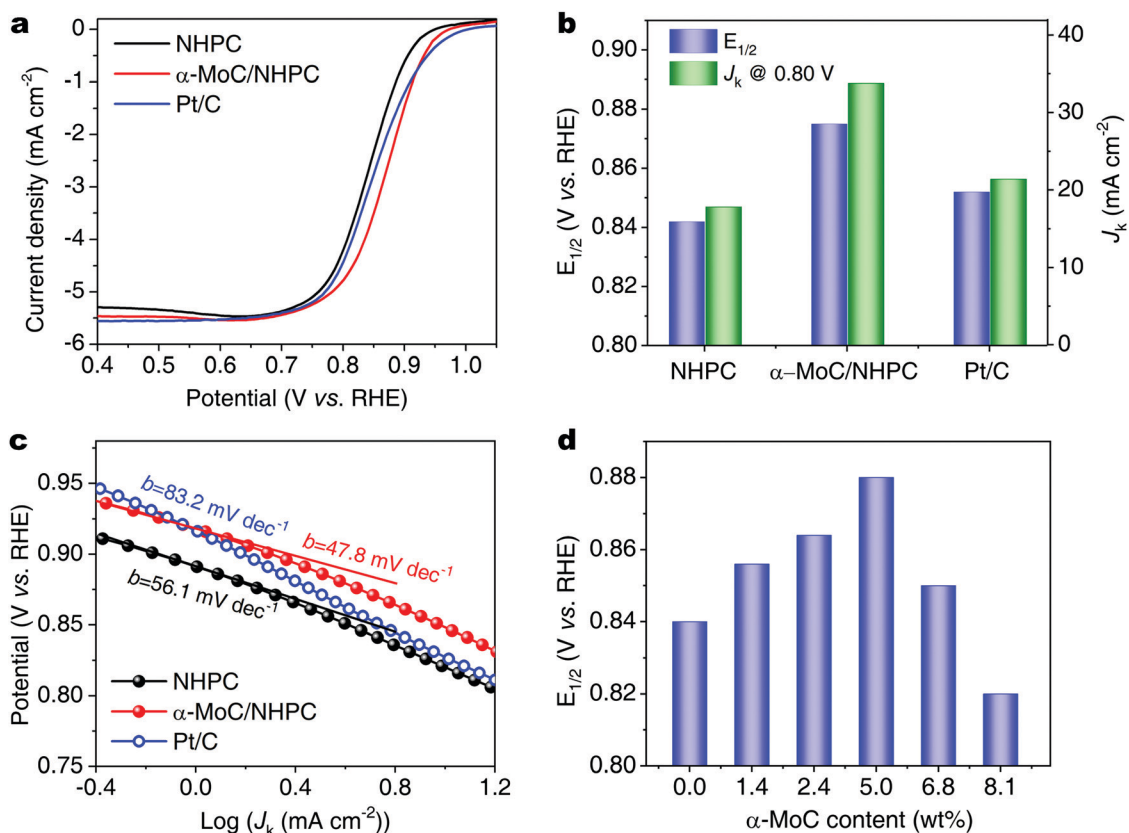 a
0
-1
-2
-3
-4
-5
-6
Current density (mA cm⁻²)
NHPC
α-MoC/NHPC
Pt/C
0.4 0.5 0.6 0.7 0.8 0.9 1.0
Potential (V vs. RHE)
b
0.90
0.88
0.86
0.84
0.82
0.80
E₁/₂ (V vs. RHE)
E₁/₂
Jₖ @ 0.80 V
40
30
20
10
0
Jₖ (mA cm⁻²)
NHPC α–MoC/NHPC Pt/C
c
0.95
0.90
0.85
0.80
0.75
Potential (V vs. RHE)
b=83.2 mV dec⁻¹
b=47.8 mV dec⁻¹
b=56.1 mV dec⁻¹
NHPC
α-MoC/NHPC
Pt/C
-0.4 0.0 0.4 0.8 1.2
Log (Jₖ (mA cm⁻²))
d
0.88
0.86
0.84
0.82
0.80
E₁/₂ (V vs. RHE)
0.0 1.4 2.4 5.0 6.8 8.1
α-MoC content (wt%)